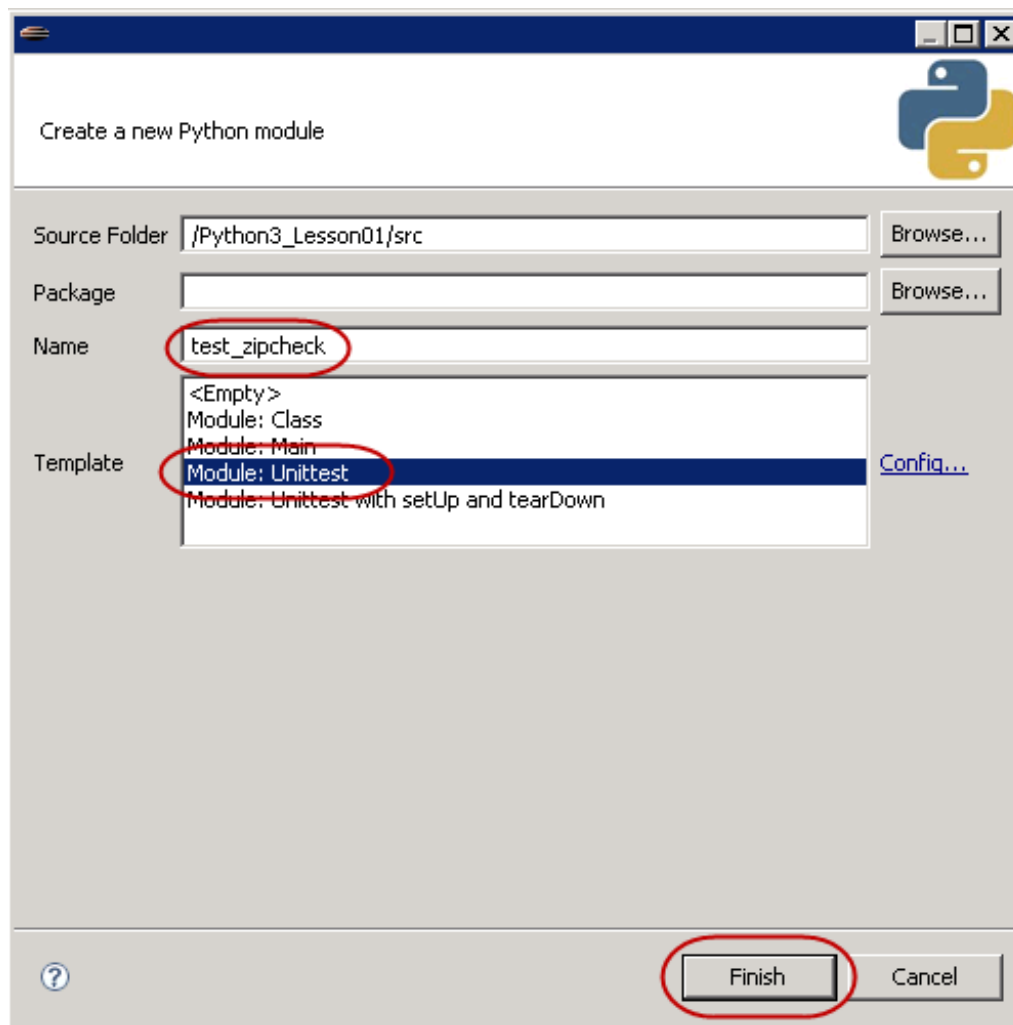 Create a new Python module
Source Folder /Python3_Lesson01/src Browse...
Package Browse...
Name test_zipcheck
Template
<Empty>
Module: Class
Module: Main
Module: Unittest
Module: Unittest with setUp and tearDown
Config...
?
Finish Cancel